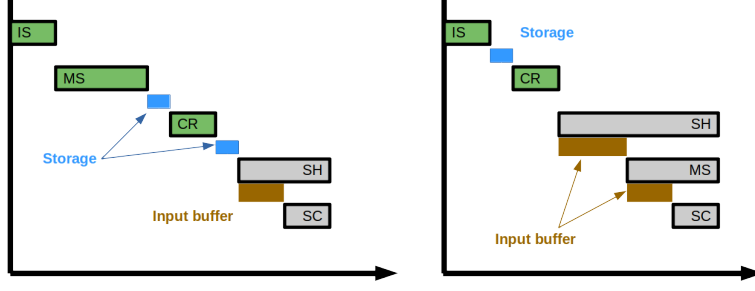 IS
MS
CR
Storage
SH
Input buffer
SC
IS
Storage
CR
SH
MS
SC
Input buffer